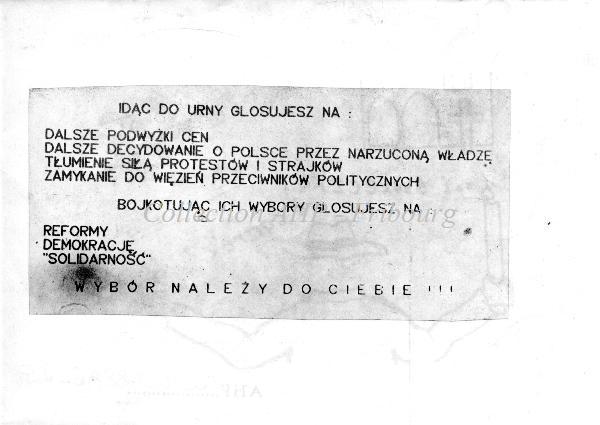 IDĄC DO URNY GLOSUJESZ NA :
DALSZE PODWYŻKI CEN
DALSZE DECYDOWANIE O POLSCE PRZEZ NARZUCONĄ WŁADZĘ
TŁUMIENIE SIŁĄ PROTESTÓW I STRAJKÓW
ZAMYKANIE DO WIĘZIEŃ PRZECIWNIKÓW POLITYCZNYCH
BOJKOTUJĄC ICH WYBORY GLOSUJESZ NA
REFORMY
DEMOKRACJĘ
"SOLIDARNOŚĆ"
WYBÓR NALEŻY DO CIEBIE !!!